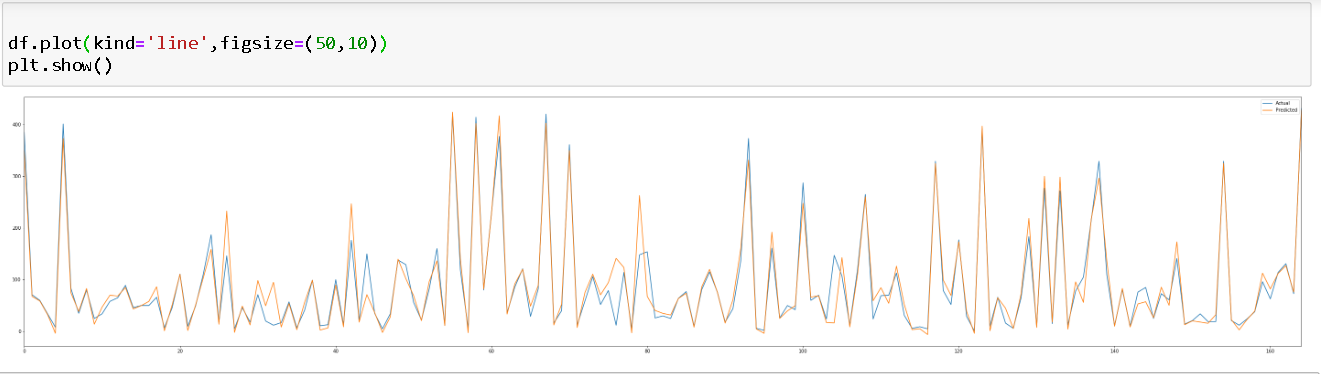 df.plot(kind='line',figsize=(50,10))
plt.show()
Actual
Predicted
400
300
200
100
0
0 20 40 60 80 100 120 140 160